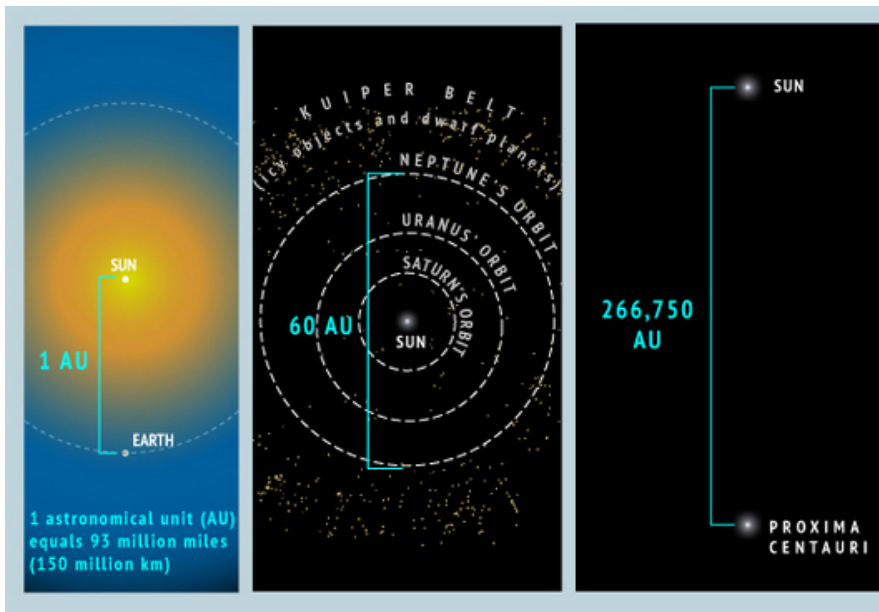 SUN
1 AU
EARTH
1 astronomical unit (AU)
equals 93 million miles
(150 million km)
KUIPER BELT
(icy objects and dwarf planets)
NEPTUNE'S ORBIT
URANUS' ORBIT
SATURN'S ORBIT
60 AU
SUN
SUN
266,750
AU
PROXIMA
CENTAURI